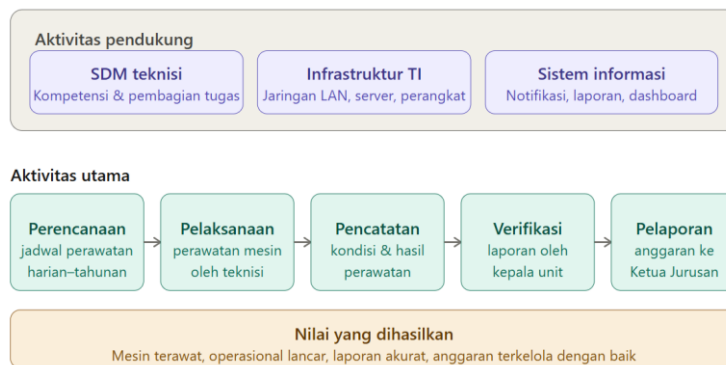 Aktivitas pendukung
SDM teknisi
Kompetensi & pembagian tugas
Infrastruktur TI
Jaringan LAN, server, perangkat
Sistem informasi
Notifikasi, laporan, dashboard
Aktivitas utama
Perencanaan
jadwal perawatan
harian–tahunan
Pelaksanaan
perawatan mesin
oleh teknisi
Pencatatan
kondisi & hasil
perawatan
Verifikasi
laporan oleh
kepala unit
Pelaporan
anggaran ke
Ketua Jurusan
Nilai yang dihasilkan
Mesin terawat, operasional lancar, laporan akurat, anggaran terkelola dengan baik